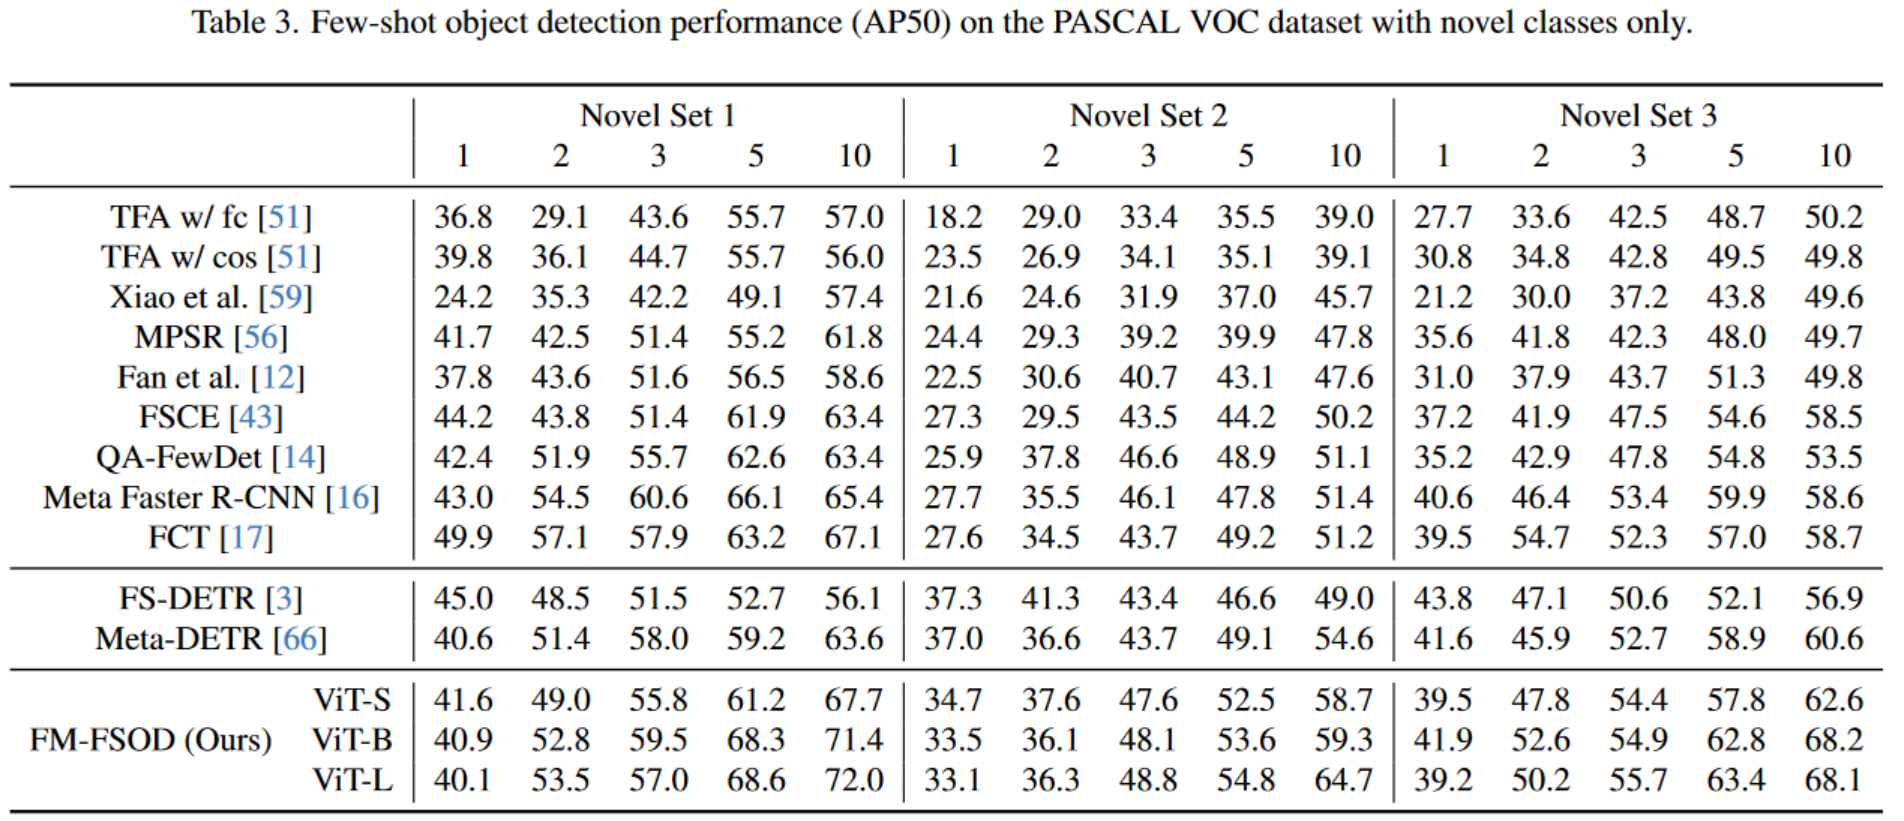 Table 3. Few-shot object detection performance (AP50) on the PASCAL VOC dataset with novel classes only.
Novel Set 1 Novel Set 2 Novel Set 3
1 2 3 5 10 1 2 3 5 10 1 2 3 5 10
TFA w/ fc [51] 36.8 29.1 43.6 55.7 57.0 18.2 29.0 33.4 35.5 39.0 27.7 33.6 42.5 48.7 50.2
TFA w/ cos [51] 39.8 36.1 44.7 55.7 56.0 23.5 26.9 34.1 35.1 39.1 30.8 34.8 42.8 49.5 49.8
Xiao et al. [59] 24.2 35.3 42.2 49.1 57.4 21.6 24.6 31.9 37.0 45.7 21.2 30.0 37.2 43.8 49.6
MPSR [56] 41.7 42.5 51.4 55.2 61.8 24.4 29.3 39.2 39.9 47.8 35.6 41.8 42.3 48.0 49.7
Fan et al. [12] 37.8 43.6 51.6 56.5 58.6 22.5 30.6 40.7 43.1 47.6 31.0 37.9 43.7 51.3 49.8
FSCE [43] 44.2 43.8 51.4 61.9 63.4 27.3 29.5 43.5 44.2 50.2 37.2 41.9 47.5 54.6 58.5
QA-FewDet [14] 42.4 51.9 55.7 62.6 63.4 25.9 37.8 46.6 48.9 51.1 35.2 42.9 47.8 54.8 53.5
Meta Faster R-CNN [16] 43.0 54.5 60.6 66.1 65.4 27.7 35.5 46.1 47.8 51.4 40.6 46.4 53.4 59.9 58.6
FCT [17] 49.9 57.1 57.9 63.2 67.1 27.6 34.5 43.7 49.2 51.2 39.5 54.7 52.3 57.0 58.7
FS-DETR [3] 45.0 48.5 51.5 52.7 56.1 37.3 41.3 43.4 46.6 49.0 43.8 47.1 50.6 52.1 56.9
Meta-DETR [66] 40.6 51.4 58.0 59.2 63.6 37.0 36.6 43.7 49.1 54.6 41.6 45.9 52.7 58.9 60.6
ViT-S 41.6 49.0 55.8 61.2 67.7 34.7 37.6 47.6 52.5 58.7 39.5 47.8 54.4 57.8 62.6
FM-FSOD (Ours) ViT-B 40.9 52.8 59.5 68.3 71.4 33.5 36.1 48.1 53.6 59.3 41.9 52.6 54.9 62.8 68.2
ViT-L 40.1 53.5 57.0 68.6 72.0 33.1 36.3 48.8 54.8 64.7 39.2 50.2 55.7 63.4 68.1